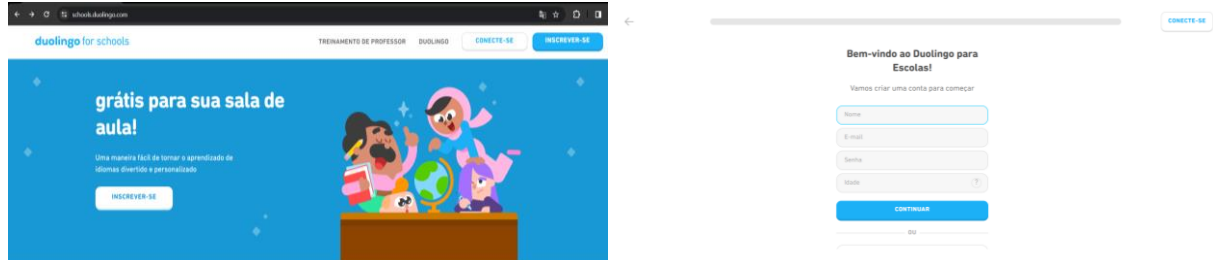 schools.duolingo.com
duolingo for schools
TREINAMENTO DE PROFESSOR
DUOLINGO
CONECTE-SE
INSCREVER-SE
grátis para sua sala de
aula!
Uma maneira fácil de tornar o aprendizado de
idiomas divertido e personalizado
INSCREVER-SE
CONECTE-SE
Bem-vindo ao Duolingo para
Escolas!
Vamos criar uma conta para começar
Nome
E-mail
Senha
Idade
?
CONTINUAR
OU